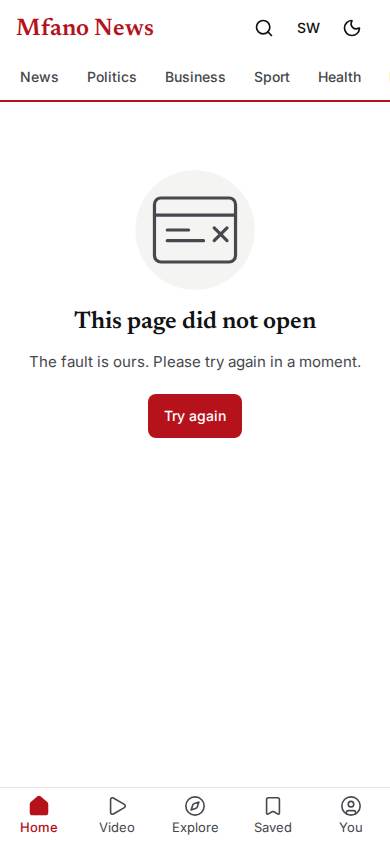 Mfano News
SW
News Politics Business Sport Health
This page did not open
The fault is ours. Please try again in a moment.
Try again
Home Video Explore Saved You